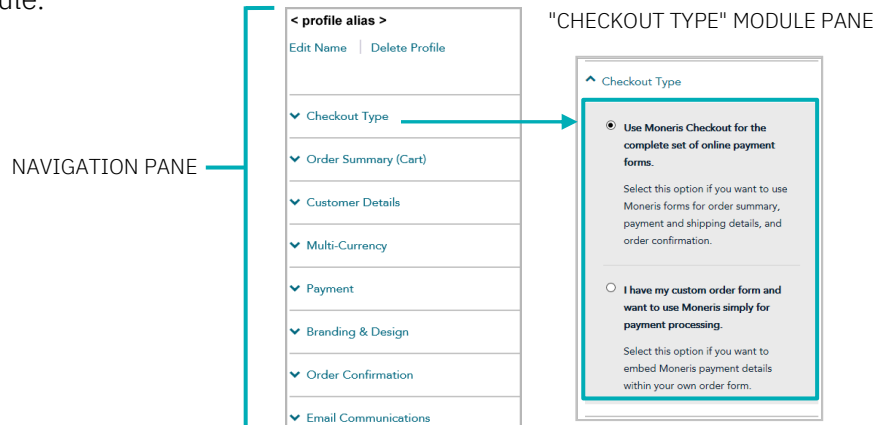 < profile alias >
Edit Name | Delete Profile
Checkout Type
Order Summary (Cart)
NAVIGATION PANE
Customer Details
Multi-Currency
Payment
Branding & Design
Order Confirmation
Email Communications
"CHECKOUT TYPE" MODULE PANE
Checkout Type
Use Moneris Checkout for the
complete set of online payment
forms.
Select this option if you want to use
Moneris forms for order summary,
payment and shipping details, and
order confirmation.
I have my custom order form and
want to use Moneris simply for
payment processing.
Select this option if you want to
embed Moneris payment details
within your own order form.